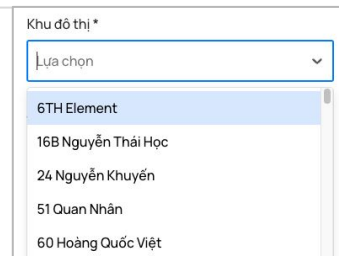 Khu đô thị *
Lựa chọn
6TH Element
16B Nguyễn Thái Học
24 Nguyễn Khuyến
51 Quan Nhân
60 Hoàng Quốc Việt